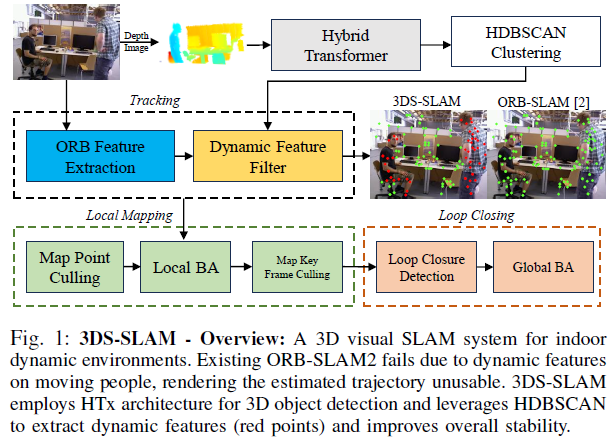 Depth
Image
Hybrid
Transformer
HDBSCAN
Clustering
Tracking
3DS-SLAM
ORB-SLAM [2]
ORB Feature
Extraction
Dynamic Feature
Filter
Local Mapping
Loop Closing
Map Point
Culling
Local BA
Map Key
Frame Culling
Loop Closure
Detection
Global BA
Fig. 1: 3DS-SLAM - Overview: A 3D visual SLAM system for indoor
dynamic environments. Existing ORB-SLAM2 fails due to dynamic features
on moving people, rendering the estimated trajectory unusable. 3DS-SLAM
employs HTx architecture for 3D object detection and leverages HDBSCAN
to extract dynamic features (red points) and improves overall stability.